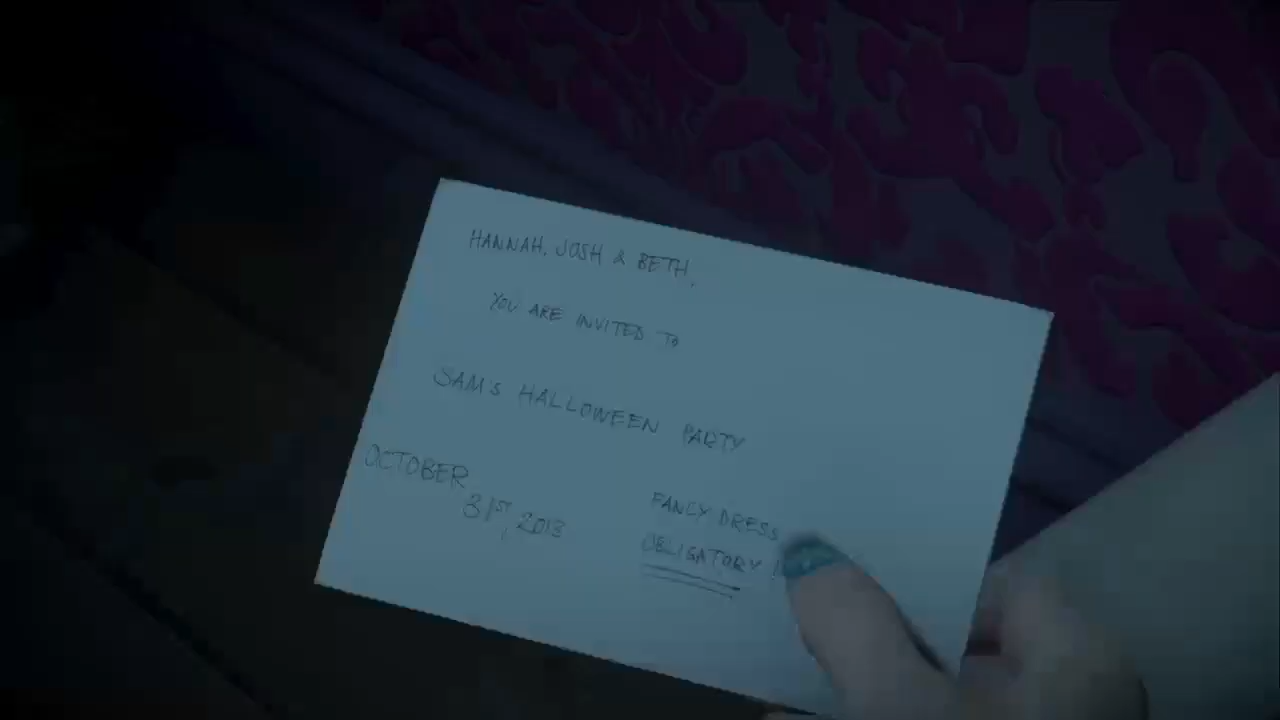 HANNAH, JOSH & BETH,
YOU ARE INVITED TO
SAM'S HALLOWEEN PARTY
OCTOBER
31ST, 2013
FANCY DRESS
OBLIGATORY !